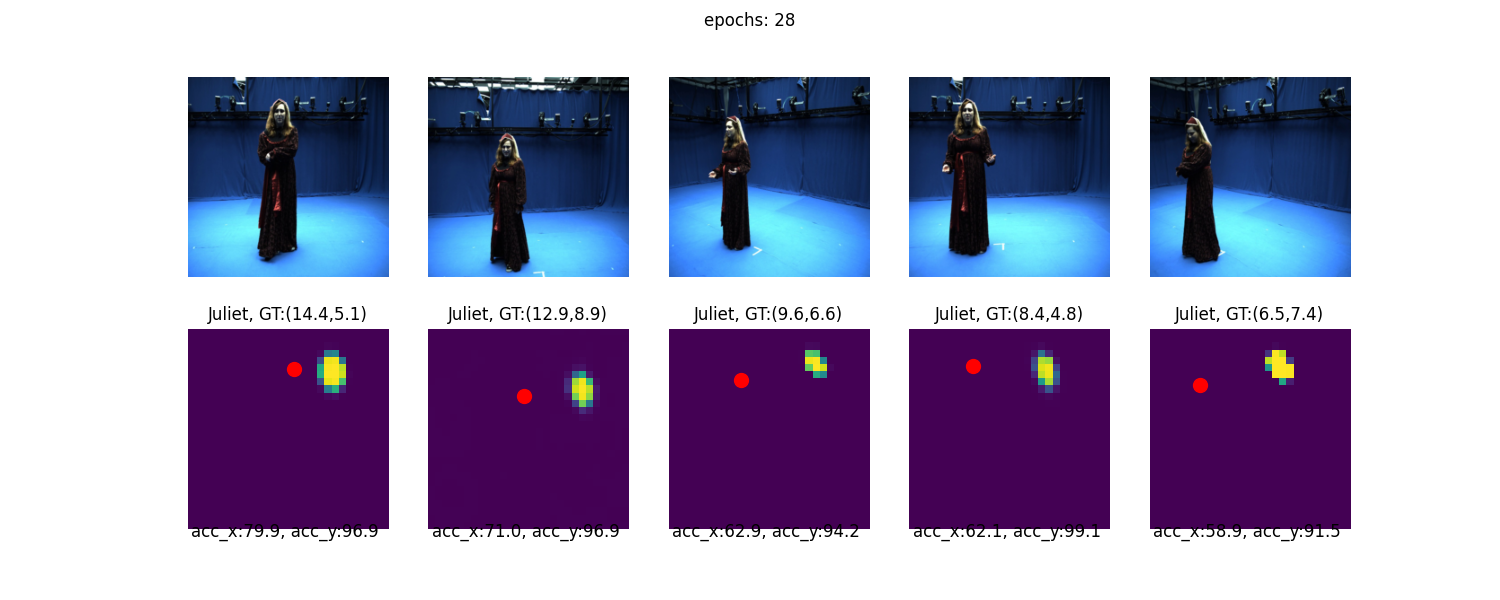 epochs: 28
Juliet, GT:(14.4,5.1)
Juliet, GT:(12.9,8.9)
Juliet, GT:(9.6,6.6)
Juliet, GT:(8.4,4.8)
Juliet, GT:(6.5,7.4)
acc_x:79.9, acc_y:96.9
acc_x:71.0, acc_y:96.9
acc_x:62.9, acc_y:94.2
acc_x:62.1, acc_y:99.1
acc_x:58.9, acc_y:91.5